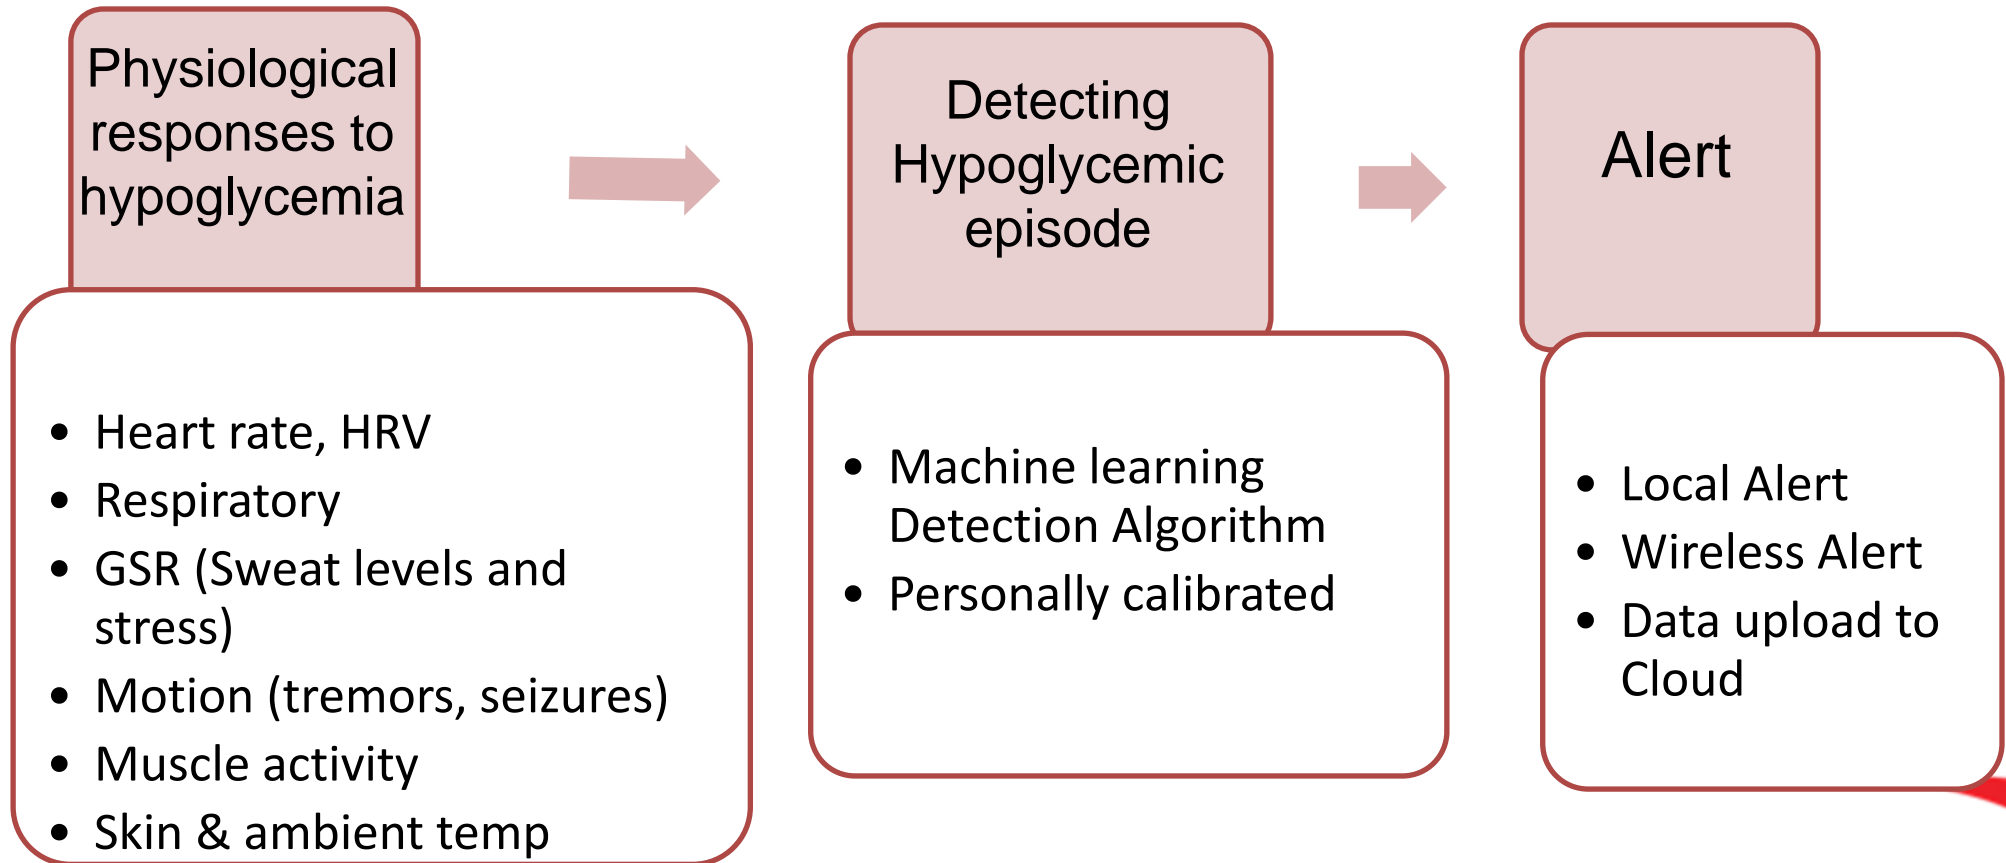 Physiological
responses to
hypoglycemia
• Heart rate, HRV
• Respiratory
• GSR (Sweat levels and
stress)
• Motion (tremors, seizures)
• Muscle activity
• Skin & ambient temp
Detecting
Hypoglycemic
episode
• Machine learning
Detection Algorithm
• Personally calibrated
Alert
• Local Alert
• Wireless Alert
• Data upload to
Cloud